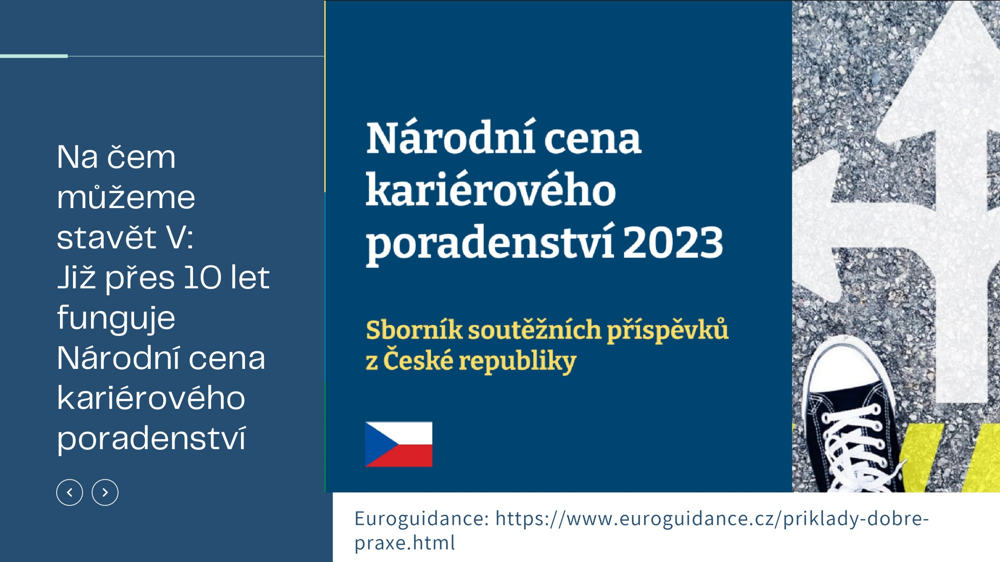 Na čem
můžeme
stavět V:
Již přes 10 let
funguje
Národní cena
kariérového
poradenství
Národní cena
kariérového
poradenství 2023
Sborník soutěžních příspěvků
z České republiky
Euroguidance: https://www.euroguidance.cz/priklady-dobre-
praxe.html